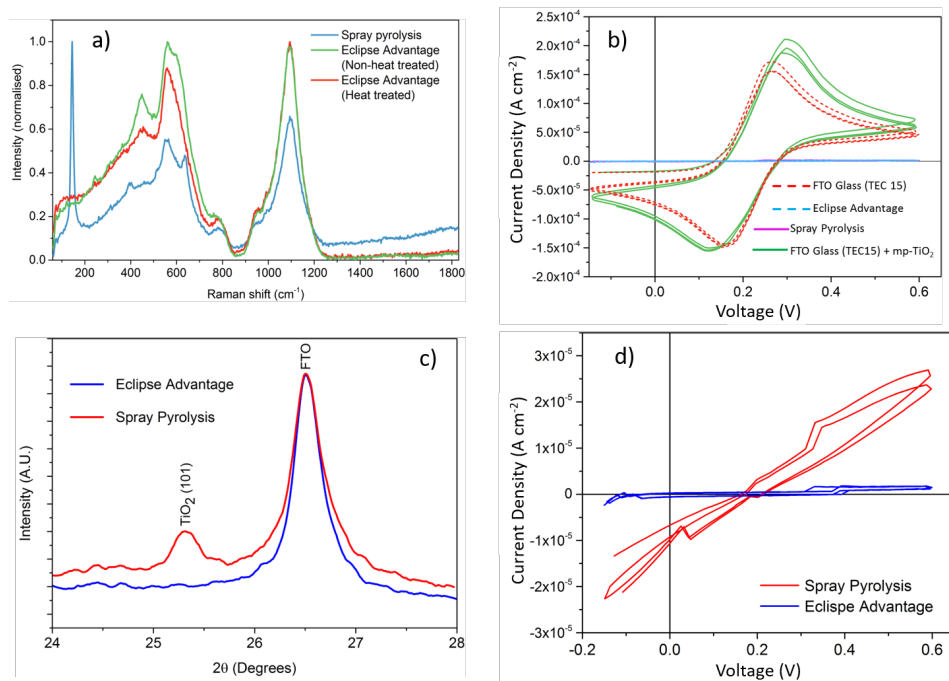 a)
Spray pyrolysis
Eclipse Advantage
(Non-heat treated)
Eclipse Advantage
(Heat treated)
Intensity (normalised)
1.0
0.8
0.6
0.4
0.2
0.0
200 400 600 800 1000 1200 1400 1600 1800
Raman shift (cm⁻¹)
b)
Current Density (A cm⁻²)
2.5x10⁻⁴
2.0x10⁻⁴
1.5x10⁻⁴
1.0x10⁻⁴
5.0x10⁻⁵
0.0
-5.0x10⁻⁵
-1.0x10⁻⁴
-1.5x10⁻⁴
-2.0x10⁻⁴
FTO Glass (TEC 15)
Eclipse Advantage
Spray Pyrolysis
FTO Glass (TEC15) + mp-TiO₂
0.0 0.2 0.4 0.6
Voltage (V)
c)
Eclipse Advantage
Spray Pyrolysis
TiO₂ (101)
FTO
Intensity (A.U.)
24 25 26 27 28
2θ (Degrees)
d)
Current Density (A cm⁻²)
3x10⁻⁵
2x10⁻⁵
1x10⁻⁵
0
-1x10⁻⁵
-2x10⁻⁵
-3x10⁻⁵
Spray Pyrolysis
Eclispe Advantage
-0.2 0.0 0.2 0.4 0.6
Voltage (V)